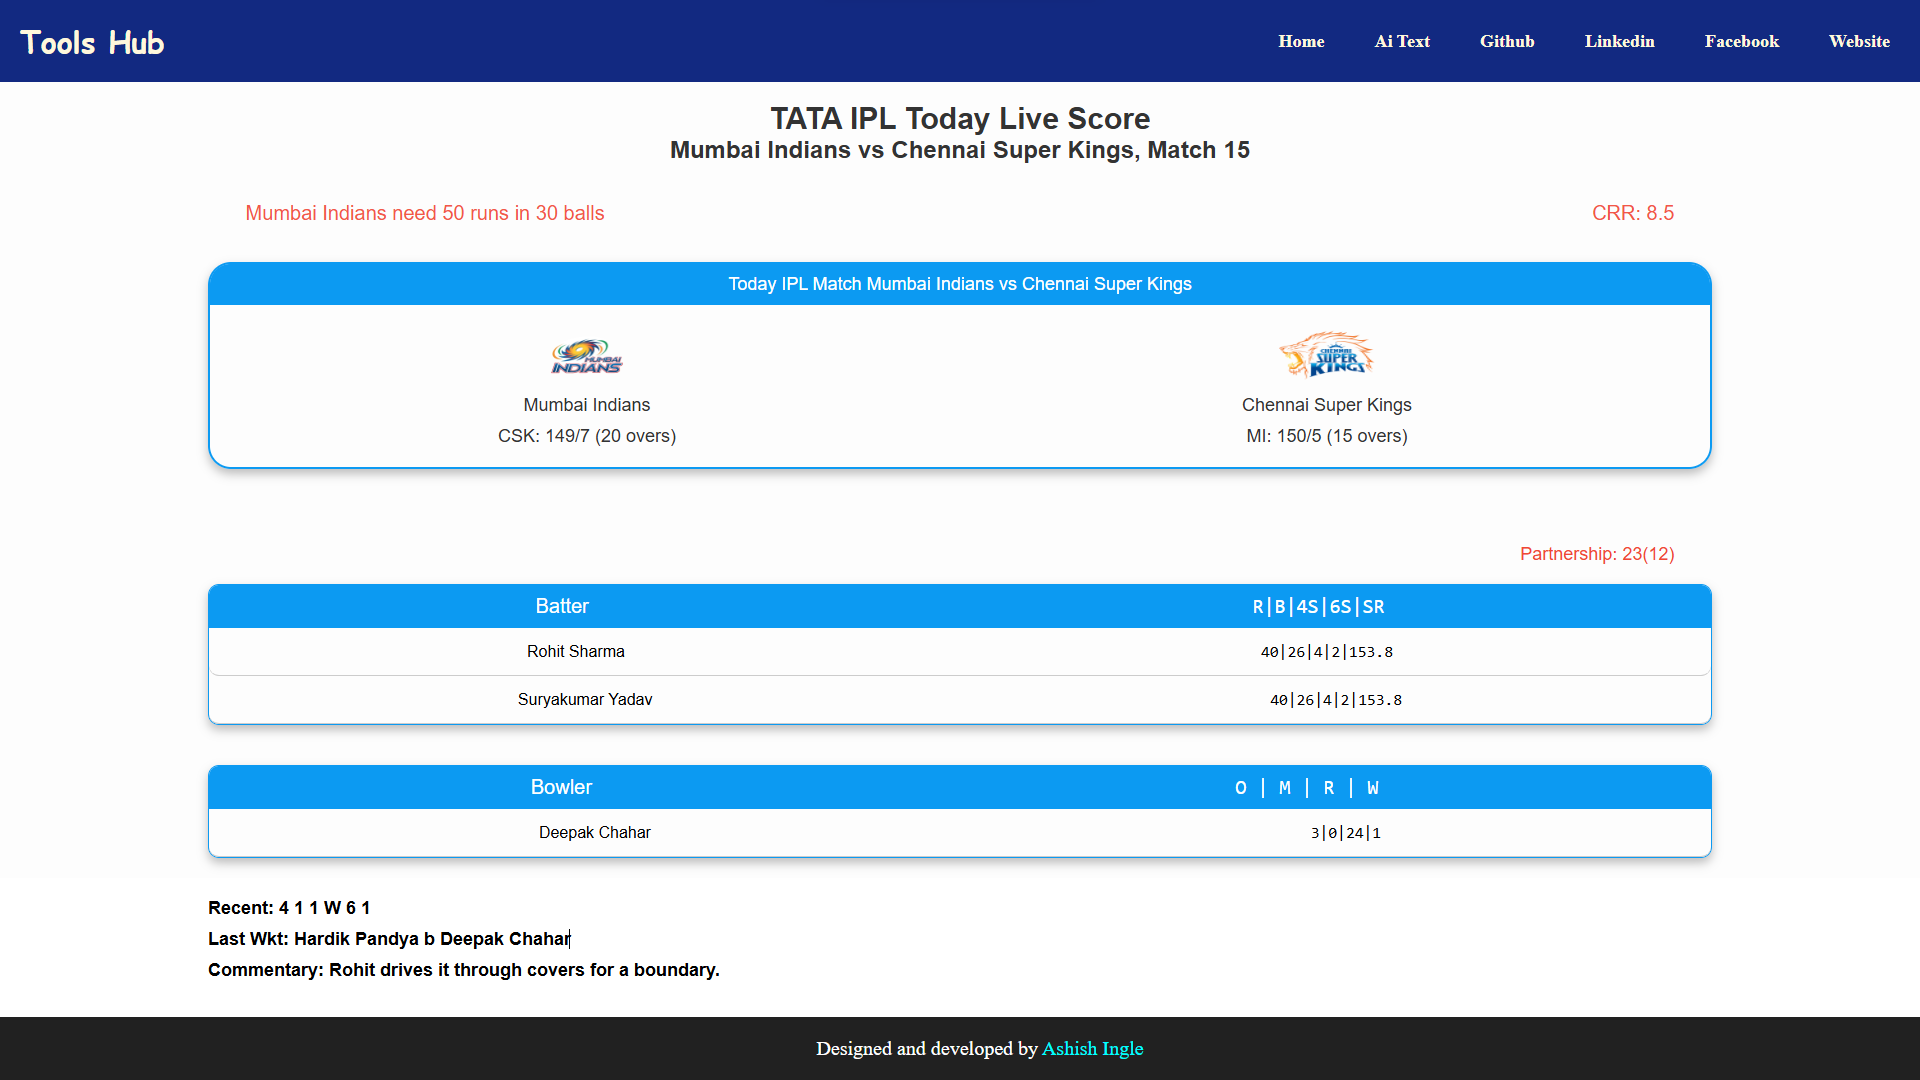 Tools Hub
Home Ai Text Github Linkedin Facebook Website
TATA IPL Today Live Score
Mumbai Indians vs Chennai Super Kings, Match 15
Mumbai Indians need 50 runs in 30 balls CRR: 8.5
Today IPL Match Mumbai Indians vs Chennai Super Kings
MUMBAI INDIANS
CHENNAI SUPER KINGS
Mumbai Indians Chennai Super Kings
CSK: 149/7 (20 overs) MI: 150/5 (15 overs)
Partnership: 23(12)
Batter R|B|4S|6S|SR
Rohit Sharma 40|26|4|2|153.8
Suryakumar Yadav 40|26|4|2|153.8
Bowler O | M | R | W
Deepak Chahar 3|0|24|1
Recent: 4 1 1 W 6 1
Last Wkt: Hardik Pandya b Deepak Chahar
Commentary: Rohit drives it through covers for a boundary.
Designed and developed by Ashish Ingle